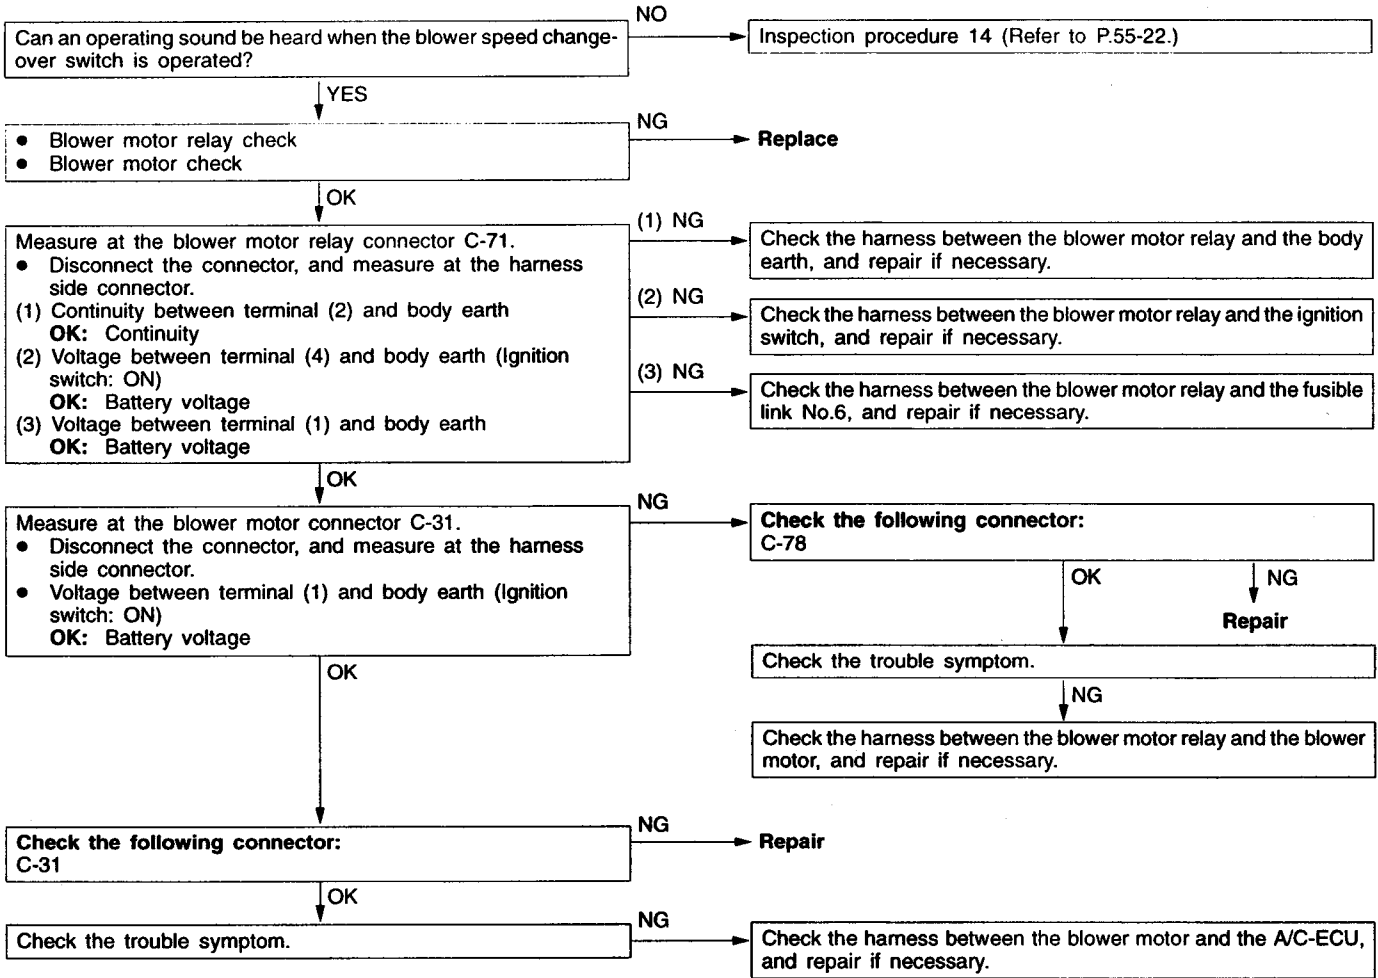 Can an operating sound be heard when the blower speed change-
over switch is operated?
NO
Inspection procedure 14 (Refer to P.55-22.)
YES
● Blower motor relay check
● Blower motor check
NG
Replace
OK
Measure at the blower motor relay connector C-71.
● Disconnect the connector, and measure at the harness
side connector.
(1) Continuity between terminal (2) and body earth
OK: Continuity
(2) Voltage between terminal (4) and body earth (Ignition
switch: ON)
OK: Battery voltage
(3) Voltage between terminal (1) and body earth
OK: Battery voltage
(1) NG
Check the harness between the blower motor relay and the body
earth, and repair if necessary.
(2) NG
Check the harness between the blower motor relay and the ignition
switch, and repair if necessary.
(3) NG
Check the harness between the blower motor relay and the fusible
link No.6, and repair if necessary.
OK
Measure at the blower motor connector C-31.
● Disconnect the connector, and measure at the harness
side connector.
● Voltage between terminal (1) and body earth (Ignition
switch: ON)
OK: Battery voltage
NG
Check the following connector:
C-78
OK
NG
Repair
Check the trouble symptom.
NG
Check the harness between the blower motor relay and the blower
motor, and repair if necessary.
OK
Check the following connector:
C-31
NG
Repair
OK
Check the trouble symptom.
NG
Check the harness between the blower motor and the A/C-ECU,
and repair if necessary.